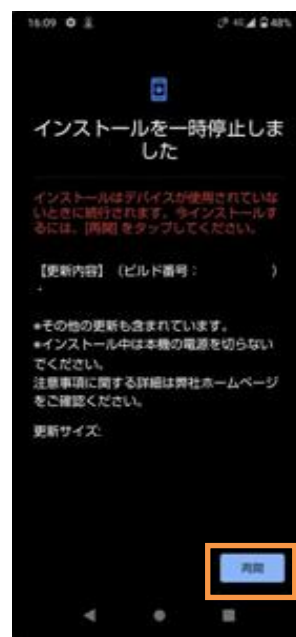 16:09
4G 48%
インストールを一時停止しま
した
インストールはデバイスが使用されていな
いときに続行されます。今インストールす
るには、[再開] をタップしてください。
【更新内容】（ビルド番号： ）
*その他の更新も含まれています。
*インストール中は本機の電源を切らない
でください。
注意事項に関する詳細は弊社ホームページ
をご確認ください。
更新サイズ:
再開